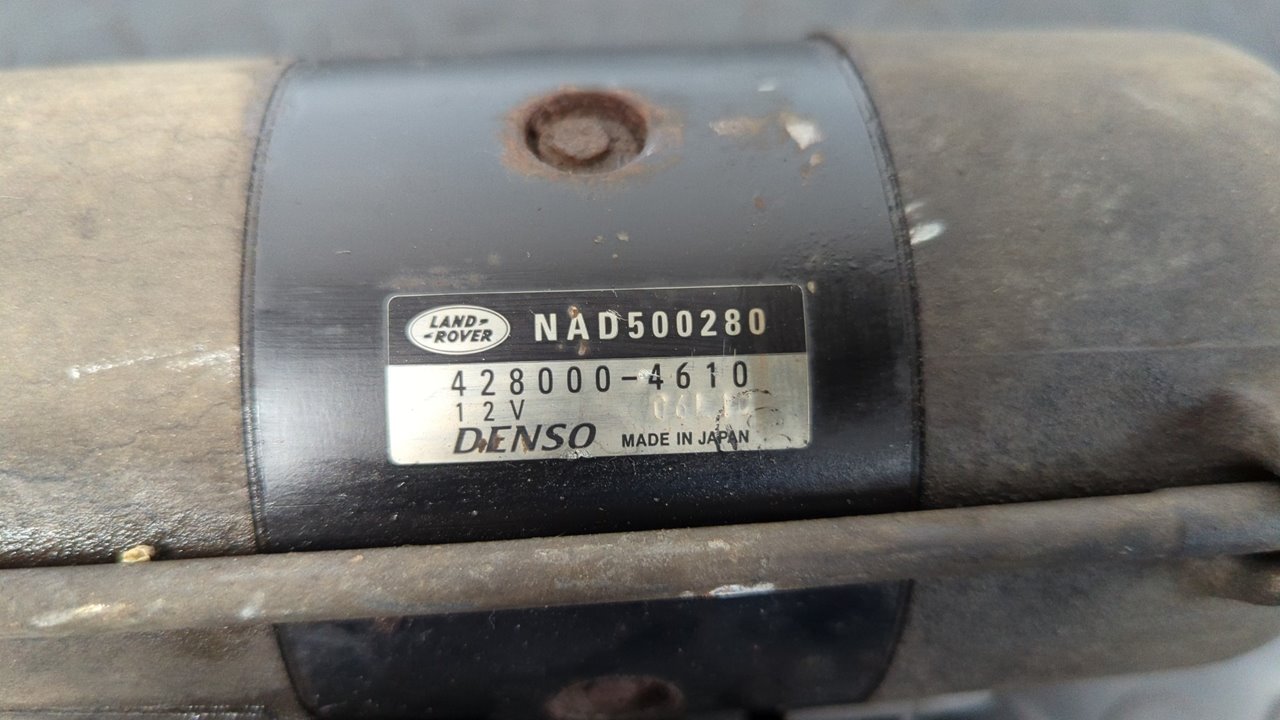 LAND-
-ROVER
NAD500280
428000-4610
12V
DENSO
MADE IN JAPAN